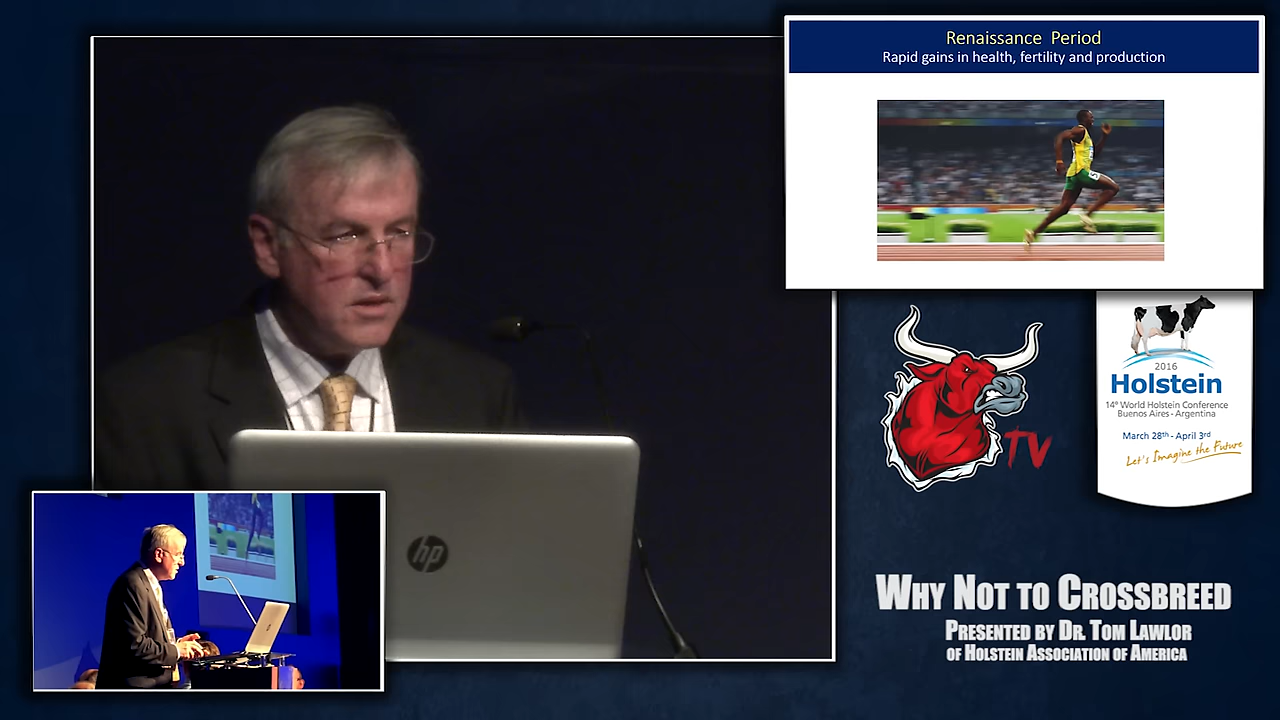 Renaissance Period
Rapid gains in health, fertility and production
TV
2016
Holstein
14º World Holstein Conference
Buenos Aires - Argentina
March 28th - April 3rd
Let's Imagine the Future
hp
WHY NOT TO CROSSBREED
PRESENTED BY DR. TOM LAWLOR
OF HOLSTEIN ASSOCIATION OF AMERICA